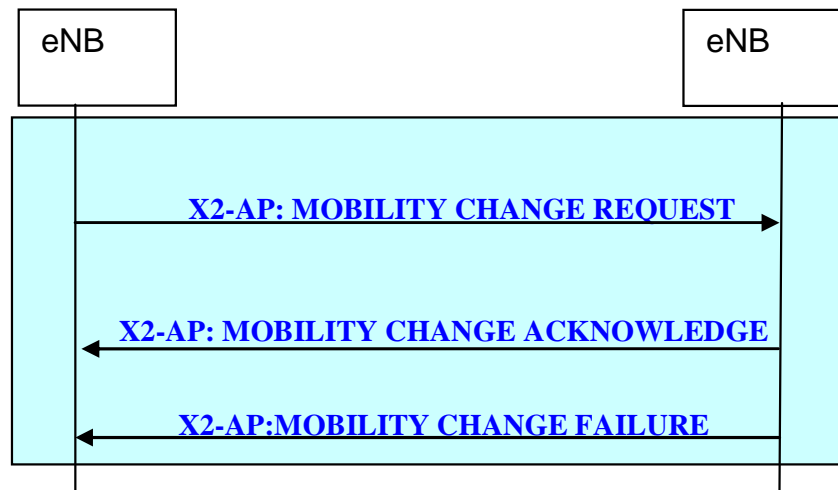 eNB
eNB
X2-AP: MOBILITY CHANGE REQUEST
X2-AP: MOBILITY CHANGE ACKNOWLEDGE
X2-AP:MOBILITY CHANGE FAILURE